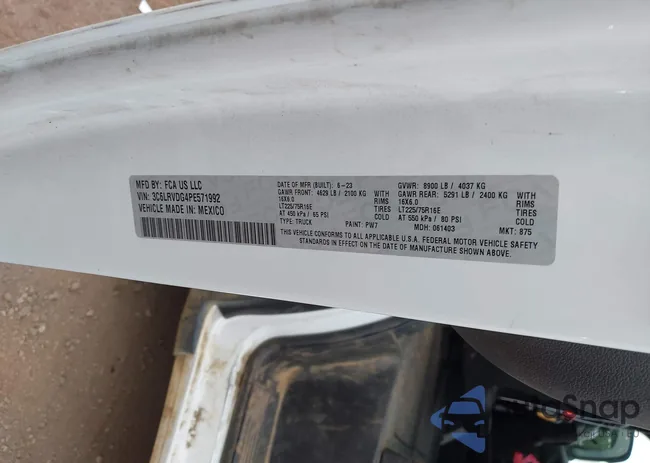 MFD BY: FCA US LLC
VIN: 3C6LRVDG4PE571992
VEHICLE MADE IN: MEXICO
DATE OF MFR (BUILT): 6-23
GVWR: 8900 LB / 4037 KG
GAWR FRONT: 4629 LB / 2100 KG
GAWR REAR: 5291 LB / 2400 KG
16X6.0 RIMS
16X6.0 RIMS
LT225/75R16E TIRES
LT225/75R16E TIRES
AT 450 kPa / 65 PSI COLD
AT 550 kPa / 80 PSI COLD
TYPE: TRUCK
PAINT: PW7
MDH: 061403
MKT: 875
THIS VEHICLE CONFORMS TO ALL APPLICABLE U.S.A. FEDERAL MOTOR VEHICLE SAFETY
STANDARDS IN EFFECT ON THE DATE OF MANUFACTURE SHOWN ABOVE.